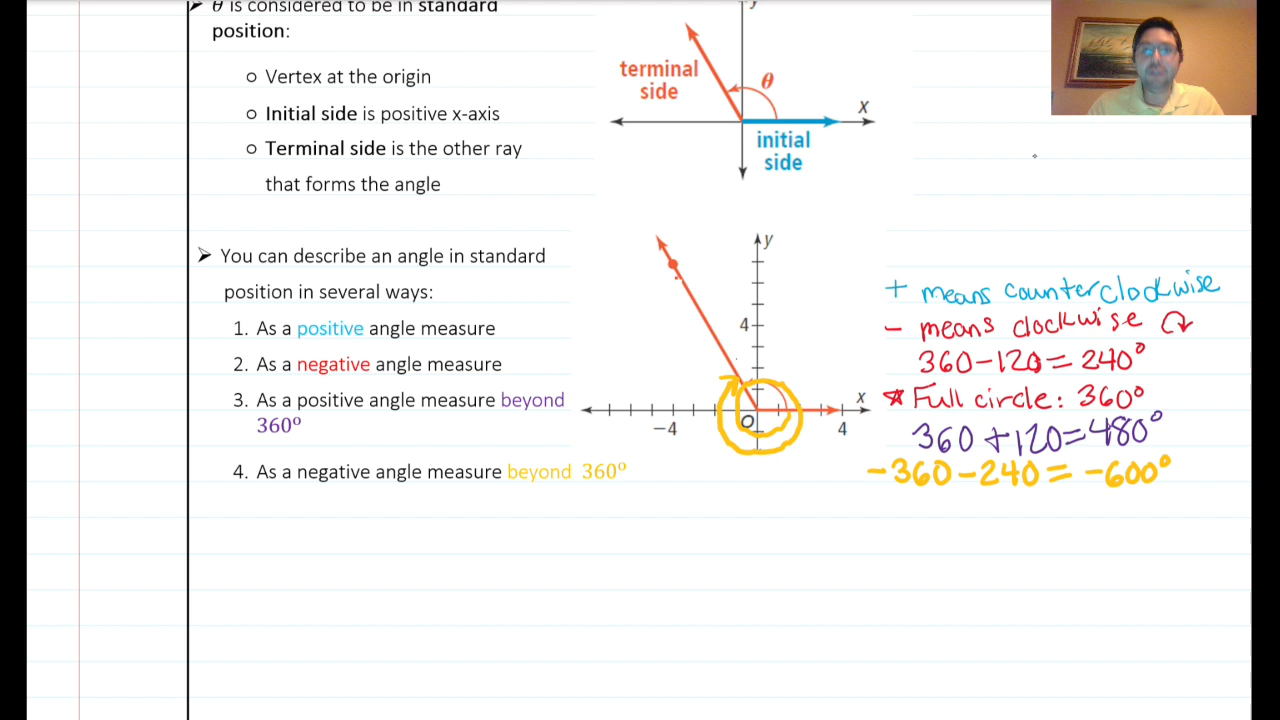 ➤ θ is considered to be in standard
position:
o Vertex at the origin
o Initial side is positive x-axis
o Terminal side is the other ray
that forms the angle
y
terminal
side
θ
x
initial
side
➤ You can describe an angle in standard
position in several ways:
1. As a positive angle measure
2. As a negative angle measure
3. As a positive angle measure beyond
360º
4. As a negative angle measure beyond 360º
y
4
x
O
−4
4
+ means counterclockwise
- means clockwise ↷
360-120=240°
* Full circle: 360°
360+120=480°
-360-240=-600°